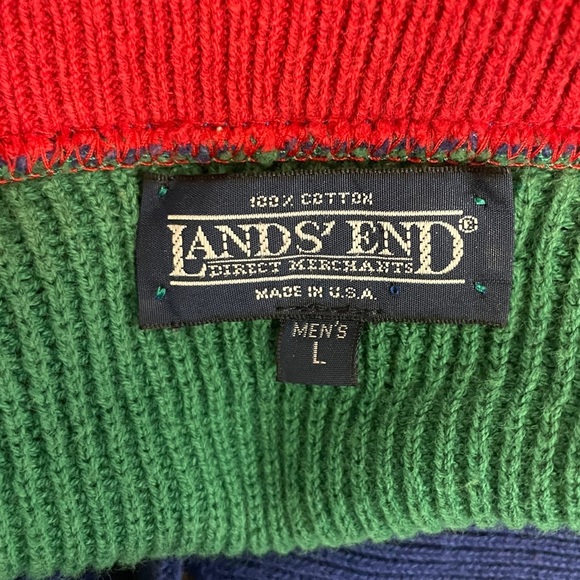 100% COTTON
LANDS' END®
DIRECT MERCHANTS
MADE IN U.S.A.
MEN'S
L